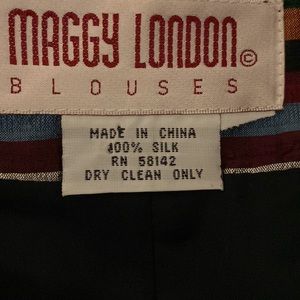 MAGGY LONDON©
BLOUSES
MADE IN CHINA
100% SILK
RN 58142
DRY CLEAN ONLY